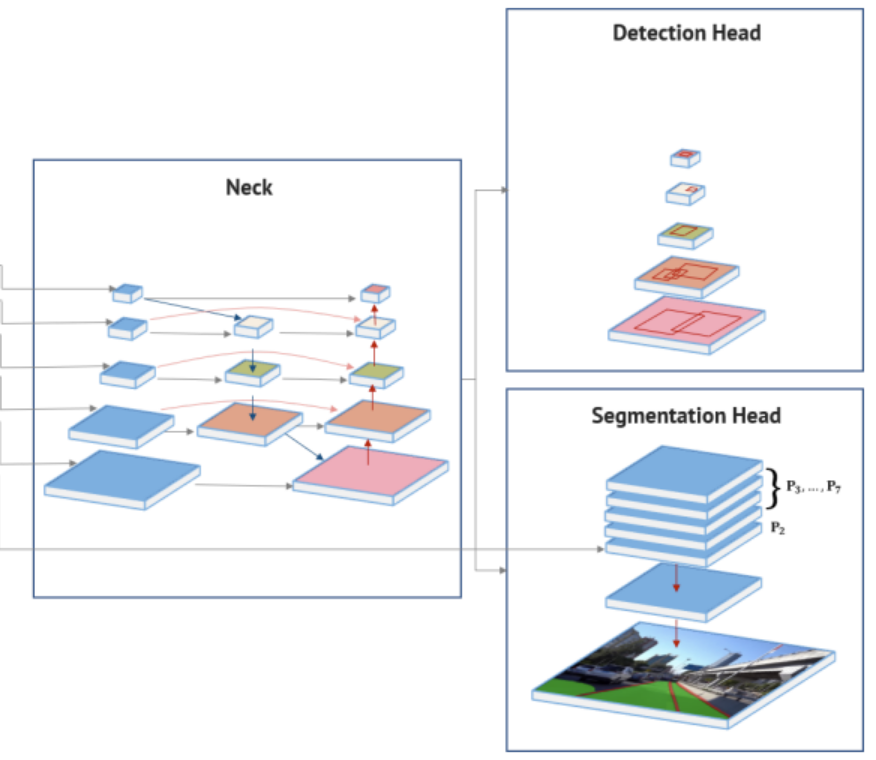 Detection Head
Neck
Segmentation Head
P₃, ... , P₇
P₂